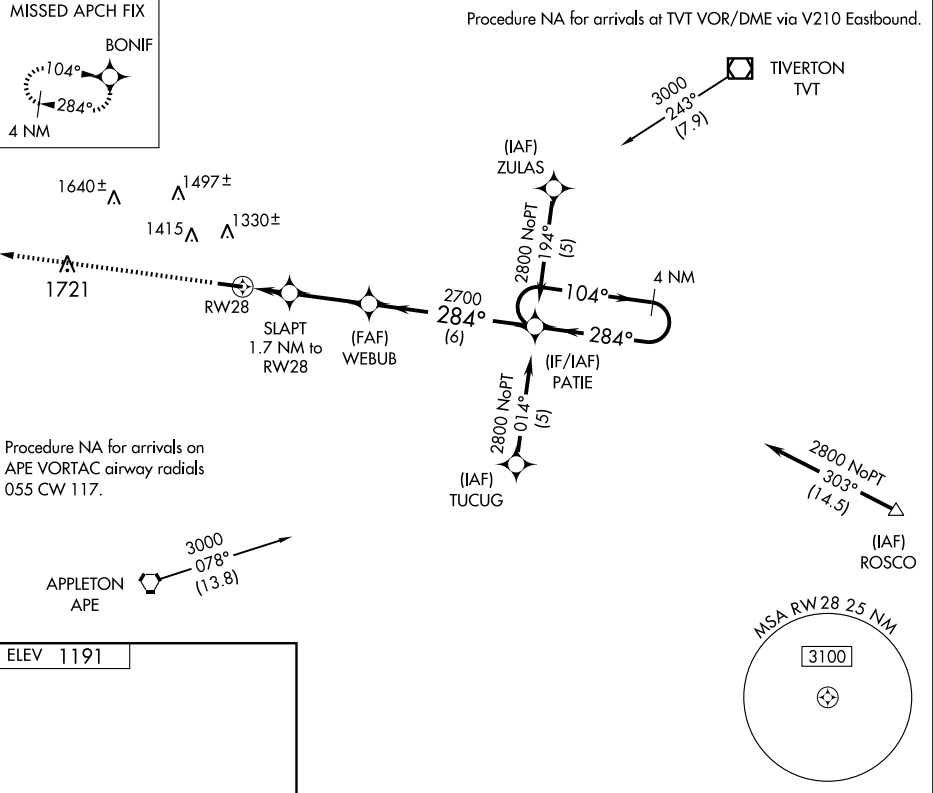 MISSED APCH FIX
BONIF
104°
284°
4 NM
Procedure NA for arrivals at TVT VOR/DME via V210 Eastbound.
TIVERTON
TVT
3000
243°
(7.9)
(IAF)
ZULAS
2800 NoPT
194°
(5)
1640±
1497±
1415
1330±
1721
RW28
SLAPT
1.7 NM to
RW28
(FAF)
WEBUB
2700
284°
(6)
104°
4 NM
284°
(IF/IAF)
PATIE
2800 NoPT
014°
(5)
(IAF)
TUCUG
2800 NoPT
303°
(14.5)
(IAF)
ROSCO
Procedure NA for arrivals on
APE VORTAC airway radials
055 CW 117.
3000
078°
(13.8)
APPLETON
APE
ELEV 1191
MSA RW28 25 NM
3100